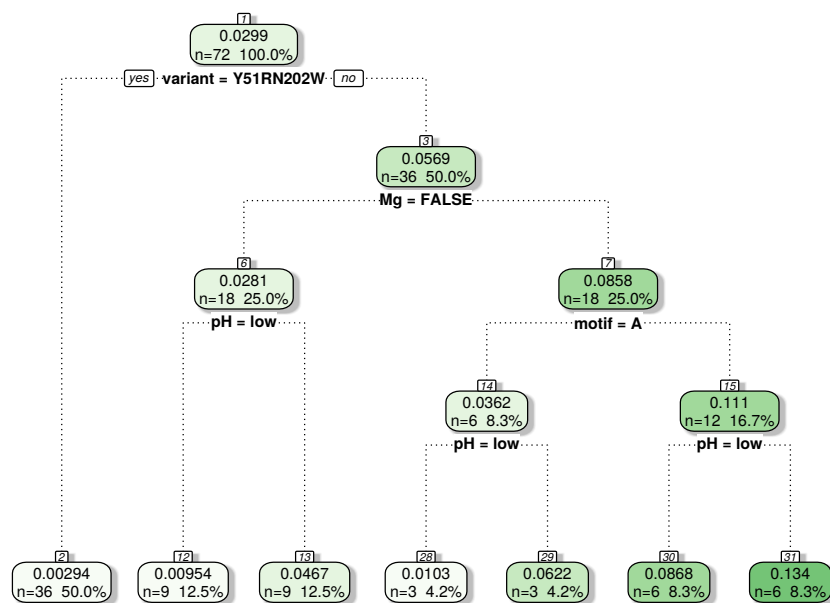 1
0.0299
n=72 100.0%
yes variant = Y51RN202W no
3
0.0569
n=36 50.0%
Mg = FALSE
6 7
0.0281 0.0858
n=18 25.0% n=18 25.0%
pH = low motif = A
14 15
0.0362 0.111
n=6 8.3% n=12 16.7%
pH = low pH = low
2 12 13 28 29 30 31
0.00294 0.00954 0.0467 0.0103 0.0622 0.0868 0.134
n=36 50.0% n=9 12.5% n=9 12.5% n=3 4.2% n=3 4.2% n=6 8.3% n=6 8.3%